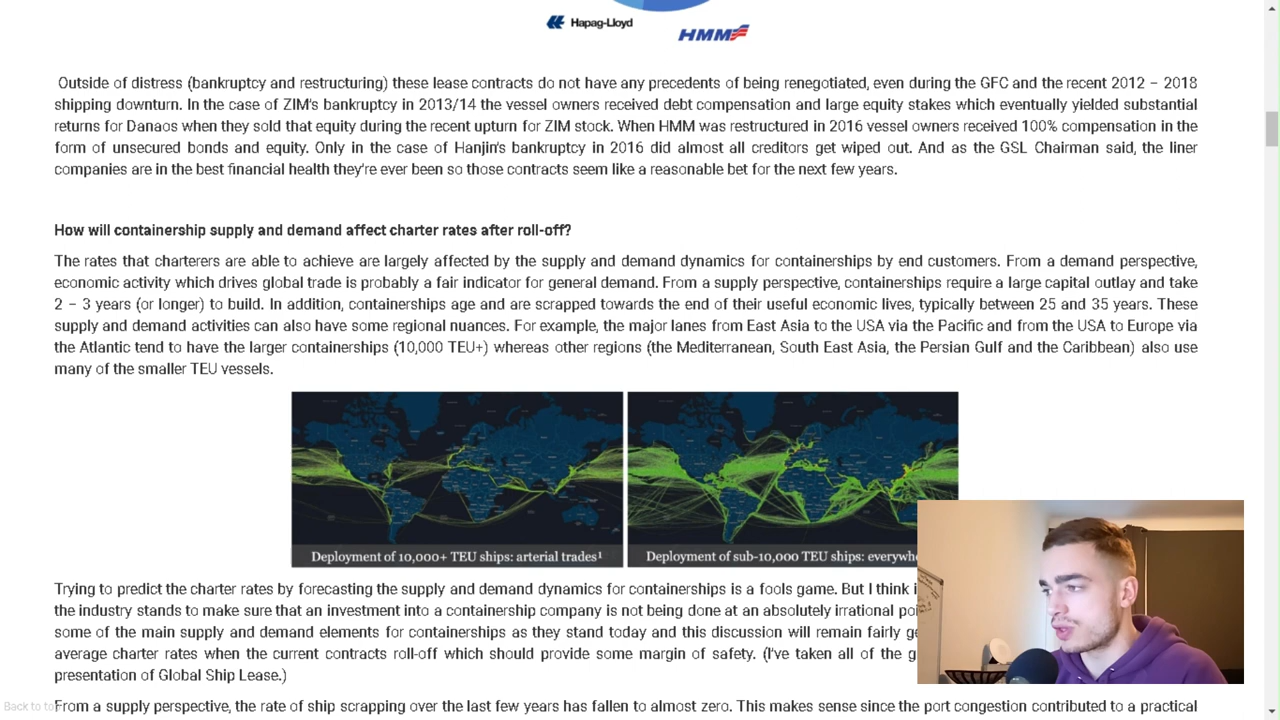 Hapag-Lloyd
HMM
Outside of distress (bankruptcy and restructuring) these lease contracts do not have any precedents of being renegotiated, even during the GFC and the recent 2012 – 2018
shipping downturn. In the case of ZIM's bankruptcy in 2013/14 the vessel owners received debt compensation and large equity stakes which eventually yielded substantial
returns for Danaos when they sold that equity during the recent upturn for ZIM stock. When HMM was restructured in 2016 vessel owners received 100% compensation in the
form of unsecured bonds and equity. Only in the case of Hanjin's bankruptcy in 2016 did almost all creditors get wiped out. And as the GSL Chairman said, the liner
companies are in the best financial health they're ever been so those contracts seem like a reasonable bet for the next few years.
How will containership supply and demand affect charter rates after roll-off?
The rates that charterers are able to achieve are largely affected by the supply and demand dynamics for containerships by end customers. From a demand perspective,
economic activity which drives global trade is probably a fair indicator for general demand. From a supply perspective, containerships require a large capital outlay and take
2 – 3 years (or longer) to build. In addition, containerships age and are scrapped towards the end of their useful economic lives, typically between 25 and 35 years. These
supply and demand activities can also have some regional nuances. For example, the major lanes from East Asia to the USA via the Pacific and from the USA to Europe via
the Atlantic tend to have the larger containerships (10,000 TEU+) whereas other regions (the Mediterranean, South East Asia, the Persian Gulf and the Caribbean) also use
many of the smaller TEU vessels.
Deployment of 10,000+ TEU ships: arterial trades¹
Deployment of sub-10,000 TEU ships: everywhe
Trying to predict the charter rates by forecasting the supply and demand dynamics for containerships is a fools game. But I think i
the industry stands to make sure that an investment into a containership company is not being done at an absolutely irrational poi
some of the main supply and demand elements for containerships as they stand today and this discussion will remain fairly ge
average charter rates when the current contracts roll-off which should provide some margin of safety. (I've taken all of the g
presentation of Global Ship Lease.)
Back to top
From a supply perspective, the rate of ship scrapping over the last few years has fallen to almost zero. This makes sense since the port congestion contributed to a practical